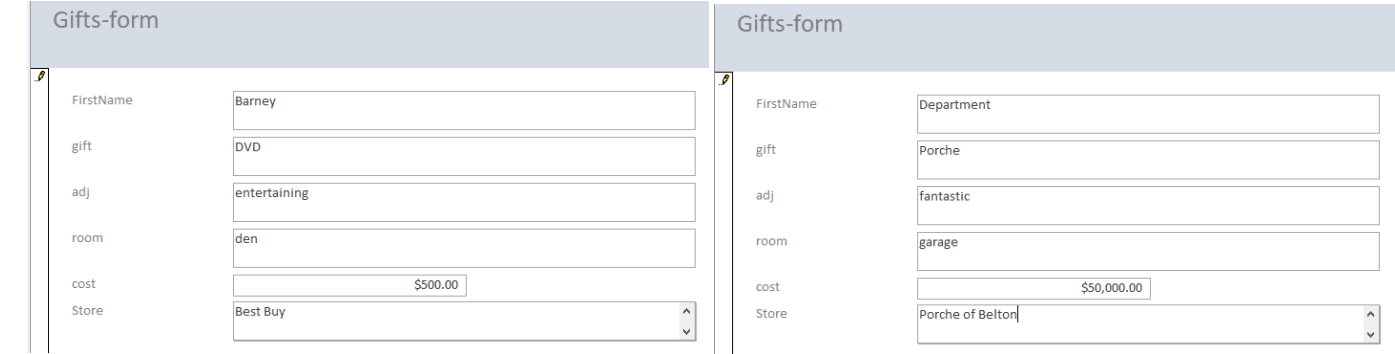 Gifts-form
FirstName Barney
gift DVD
adj entertaining
room den
cost $500.00
Store Best Buy
Gifts-form
FirstName Department
gift Porche
adj fantastic
room garage
cost $50,000.00
Store Porche of Belton